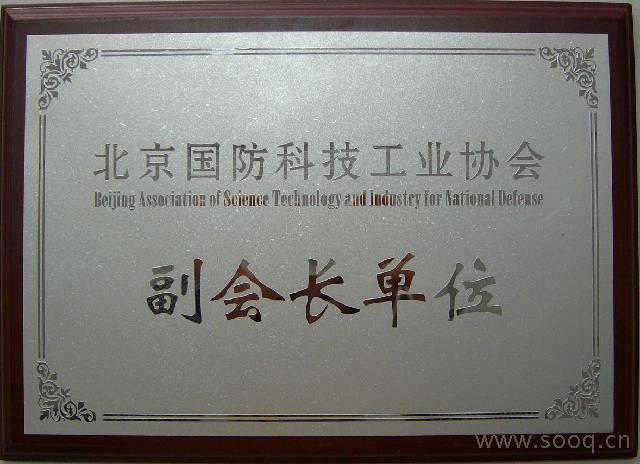 北京国防科技工业协会
Beijing Association of Science Technology and Industry for National Defense
副会长单位
www.sooq.cn